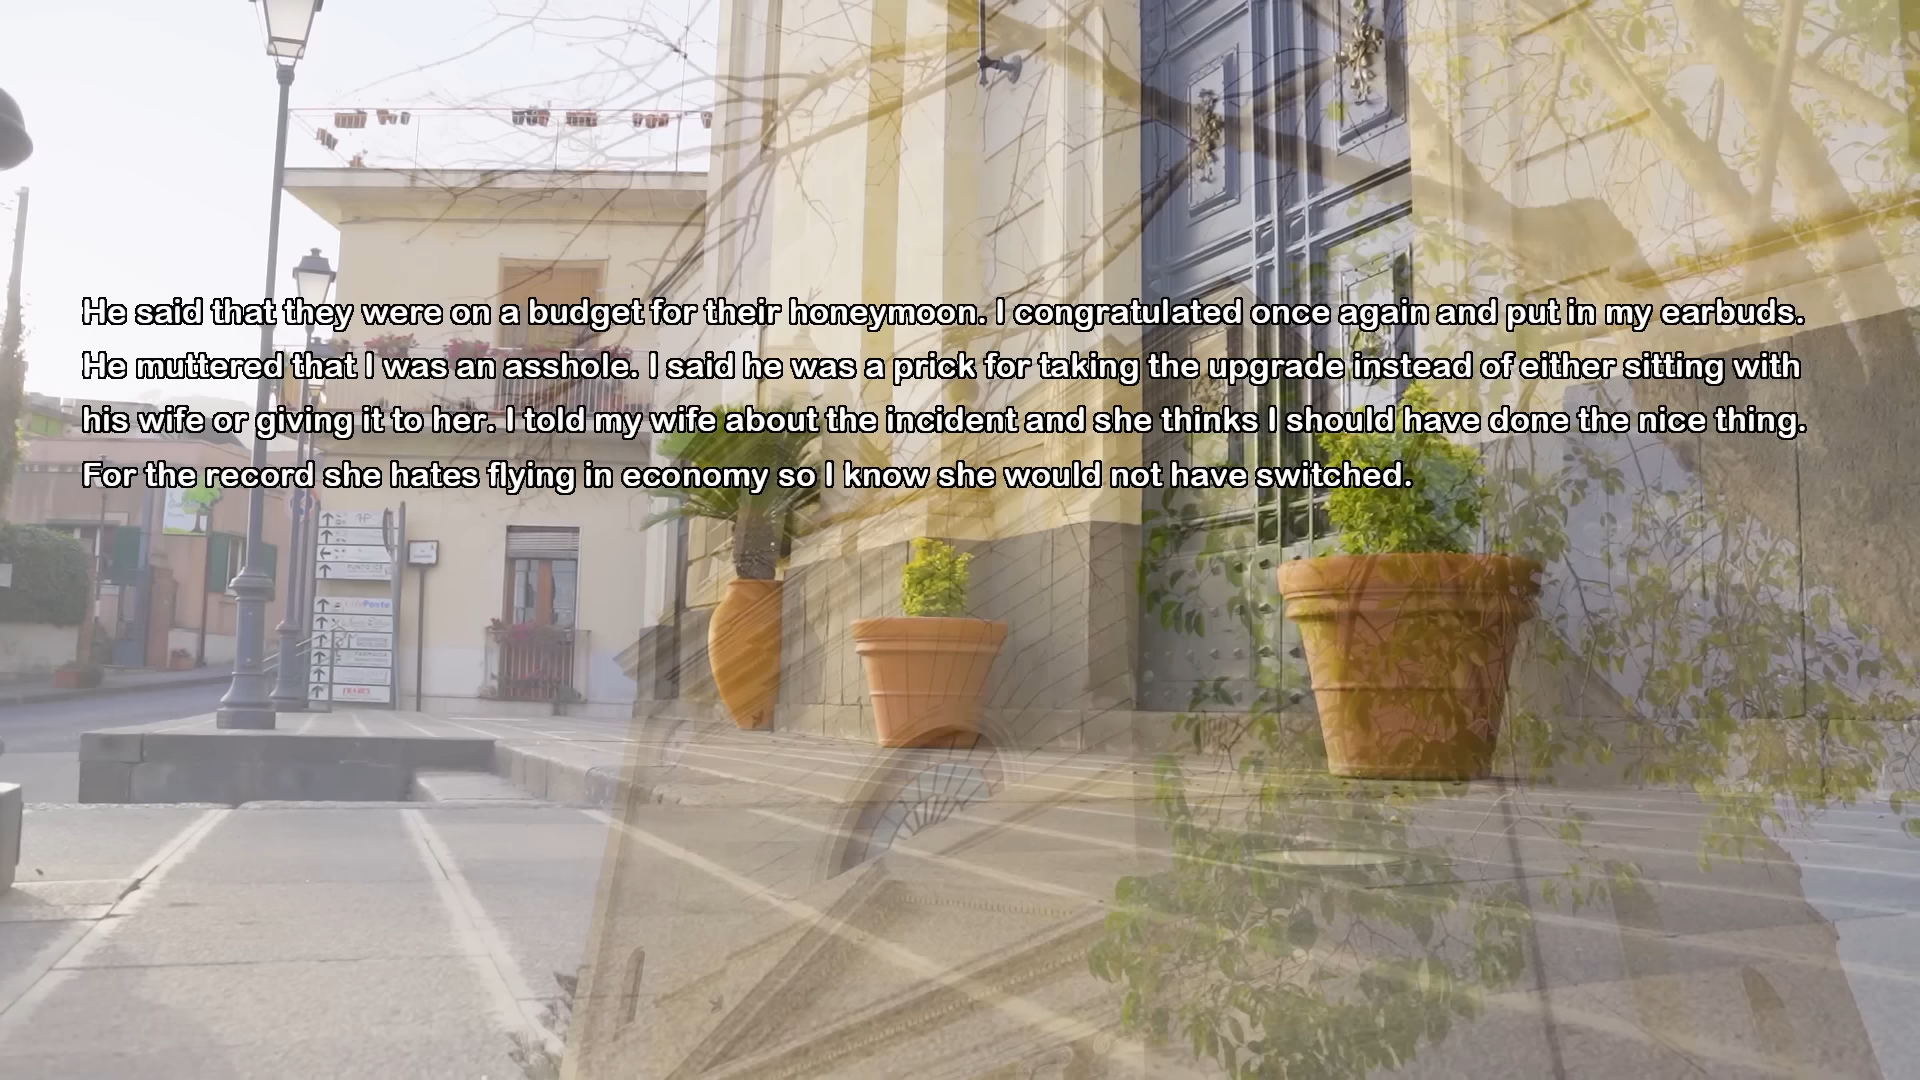 He said that they were on a budget for their honeymoon. I congratulated once again and put in my earbuds.
He muttered that I was an asshole. I said he was a prick for taking the upgrade instead of either sitting with
his wife or giving it to her. I told my wife about the incident and she thinks I should have done the nice thing.
For the record she hates flying in economy so I know she would not have switched.